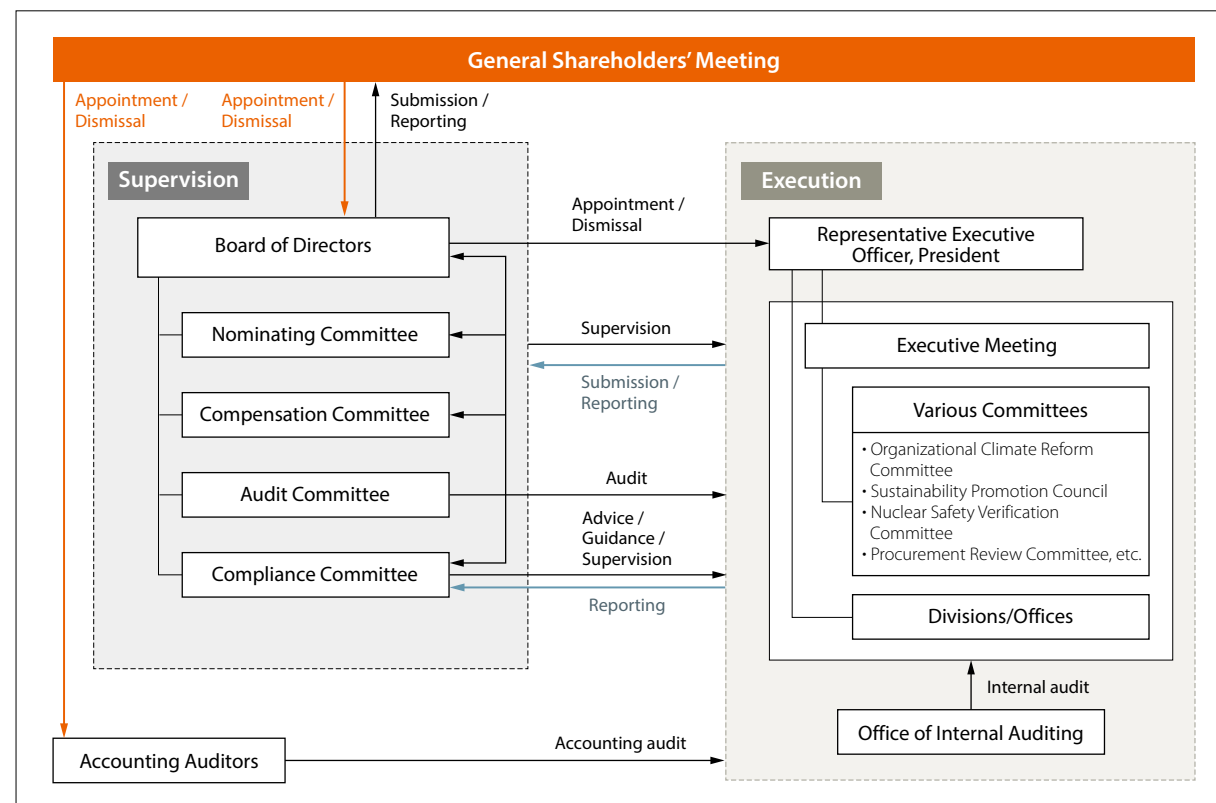 General Shareholders’ Meeting
Appointment /
Dismissal
Appointment /
Dismissal
Submission /
Reporting
Supervision
Board of Directors
Nominating Committee
Compensation Committee
Audit Committee
Compliance Committee
Appointment /
Dismissal
Supervision
Submission /
Reporting
Audit
Advice /
Guidance /
Supervision
Reporting
Execution
Representative Executive
Officer, President
Executive Meeting
Various Committees
• Organizational Climate Reform
Committee
• Sustainability Promotion Council
• Nuclear Safety Verification
Committee
• Procurement Review Committee, etc.
Divisions/Offices
Internal audit
Office of Internal Auditing
Accounting Auditors
Accounting audit